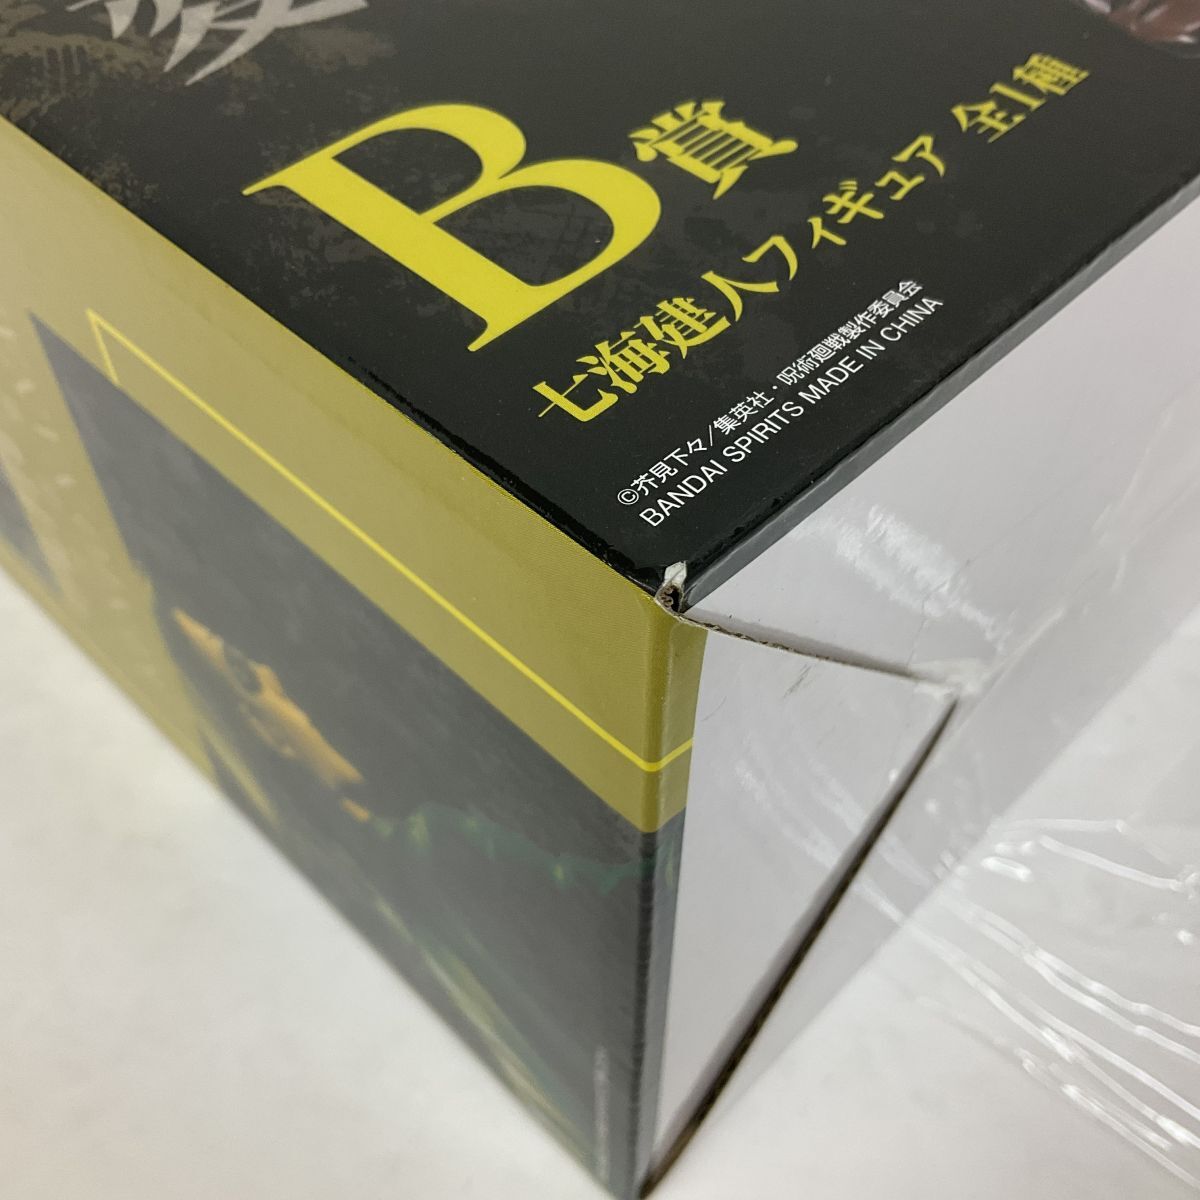 B賞
七海建人フィギュア 全1種
©芥見下々/集英社・呪術廻戦製作委員会
BANDAI SPIRITS MADE IN CHINA